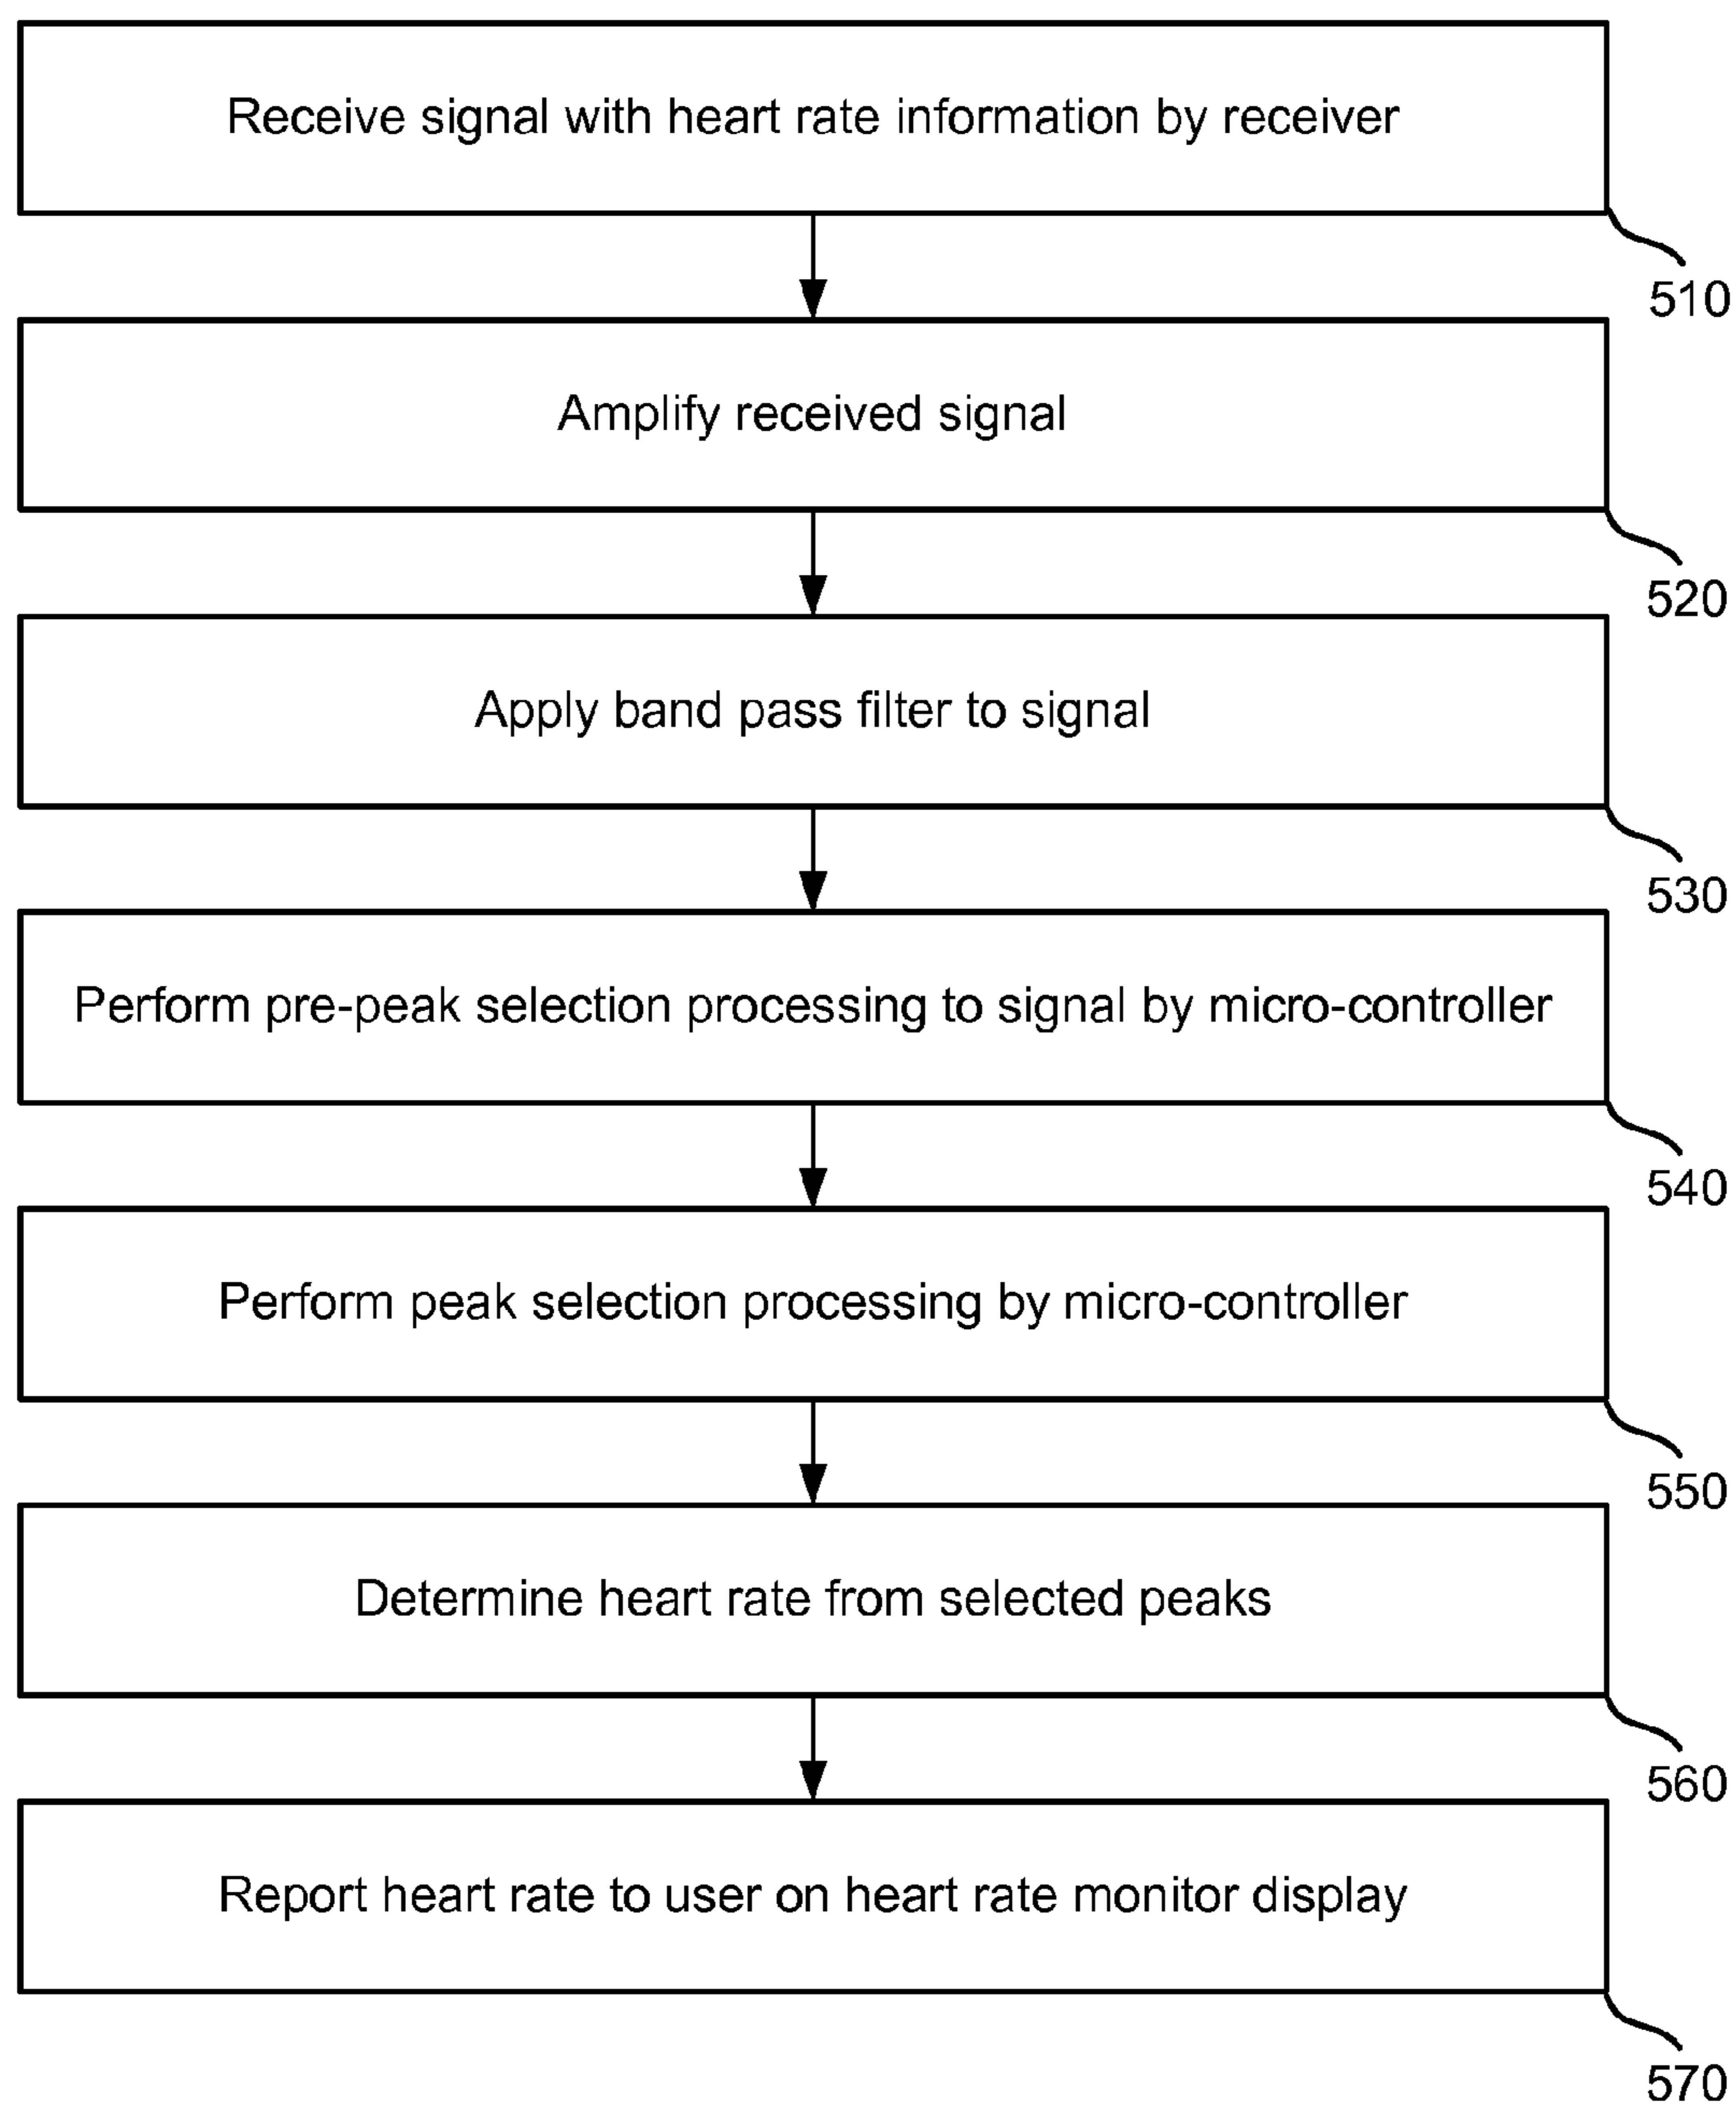 Receive signal with heart rate information by receiver
510
Amplify received signal
520
Apply band pass filter to signal
530
Perform pre-peak selection processing to signal by micro-controller
540
Perform peak selection processing by micro-controller
550
Determine heart rate from selected peaks
560
Report heart rate to user on heart rate monitor display
570